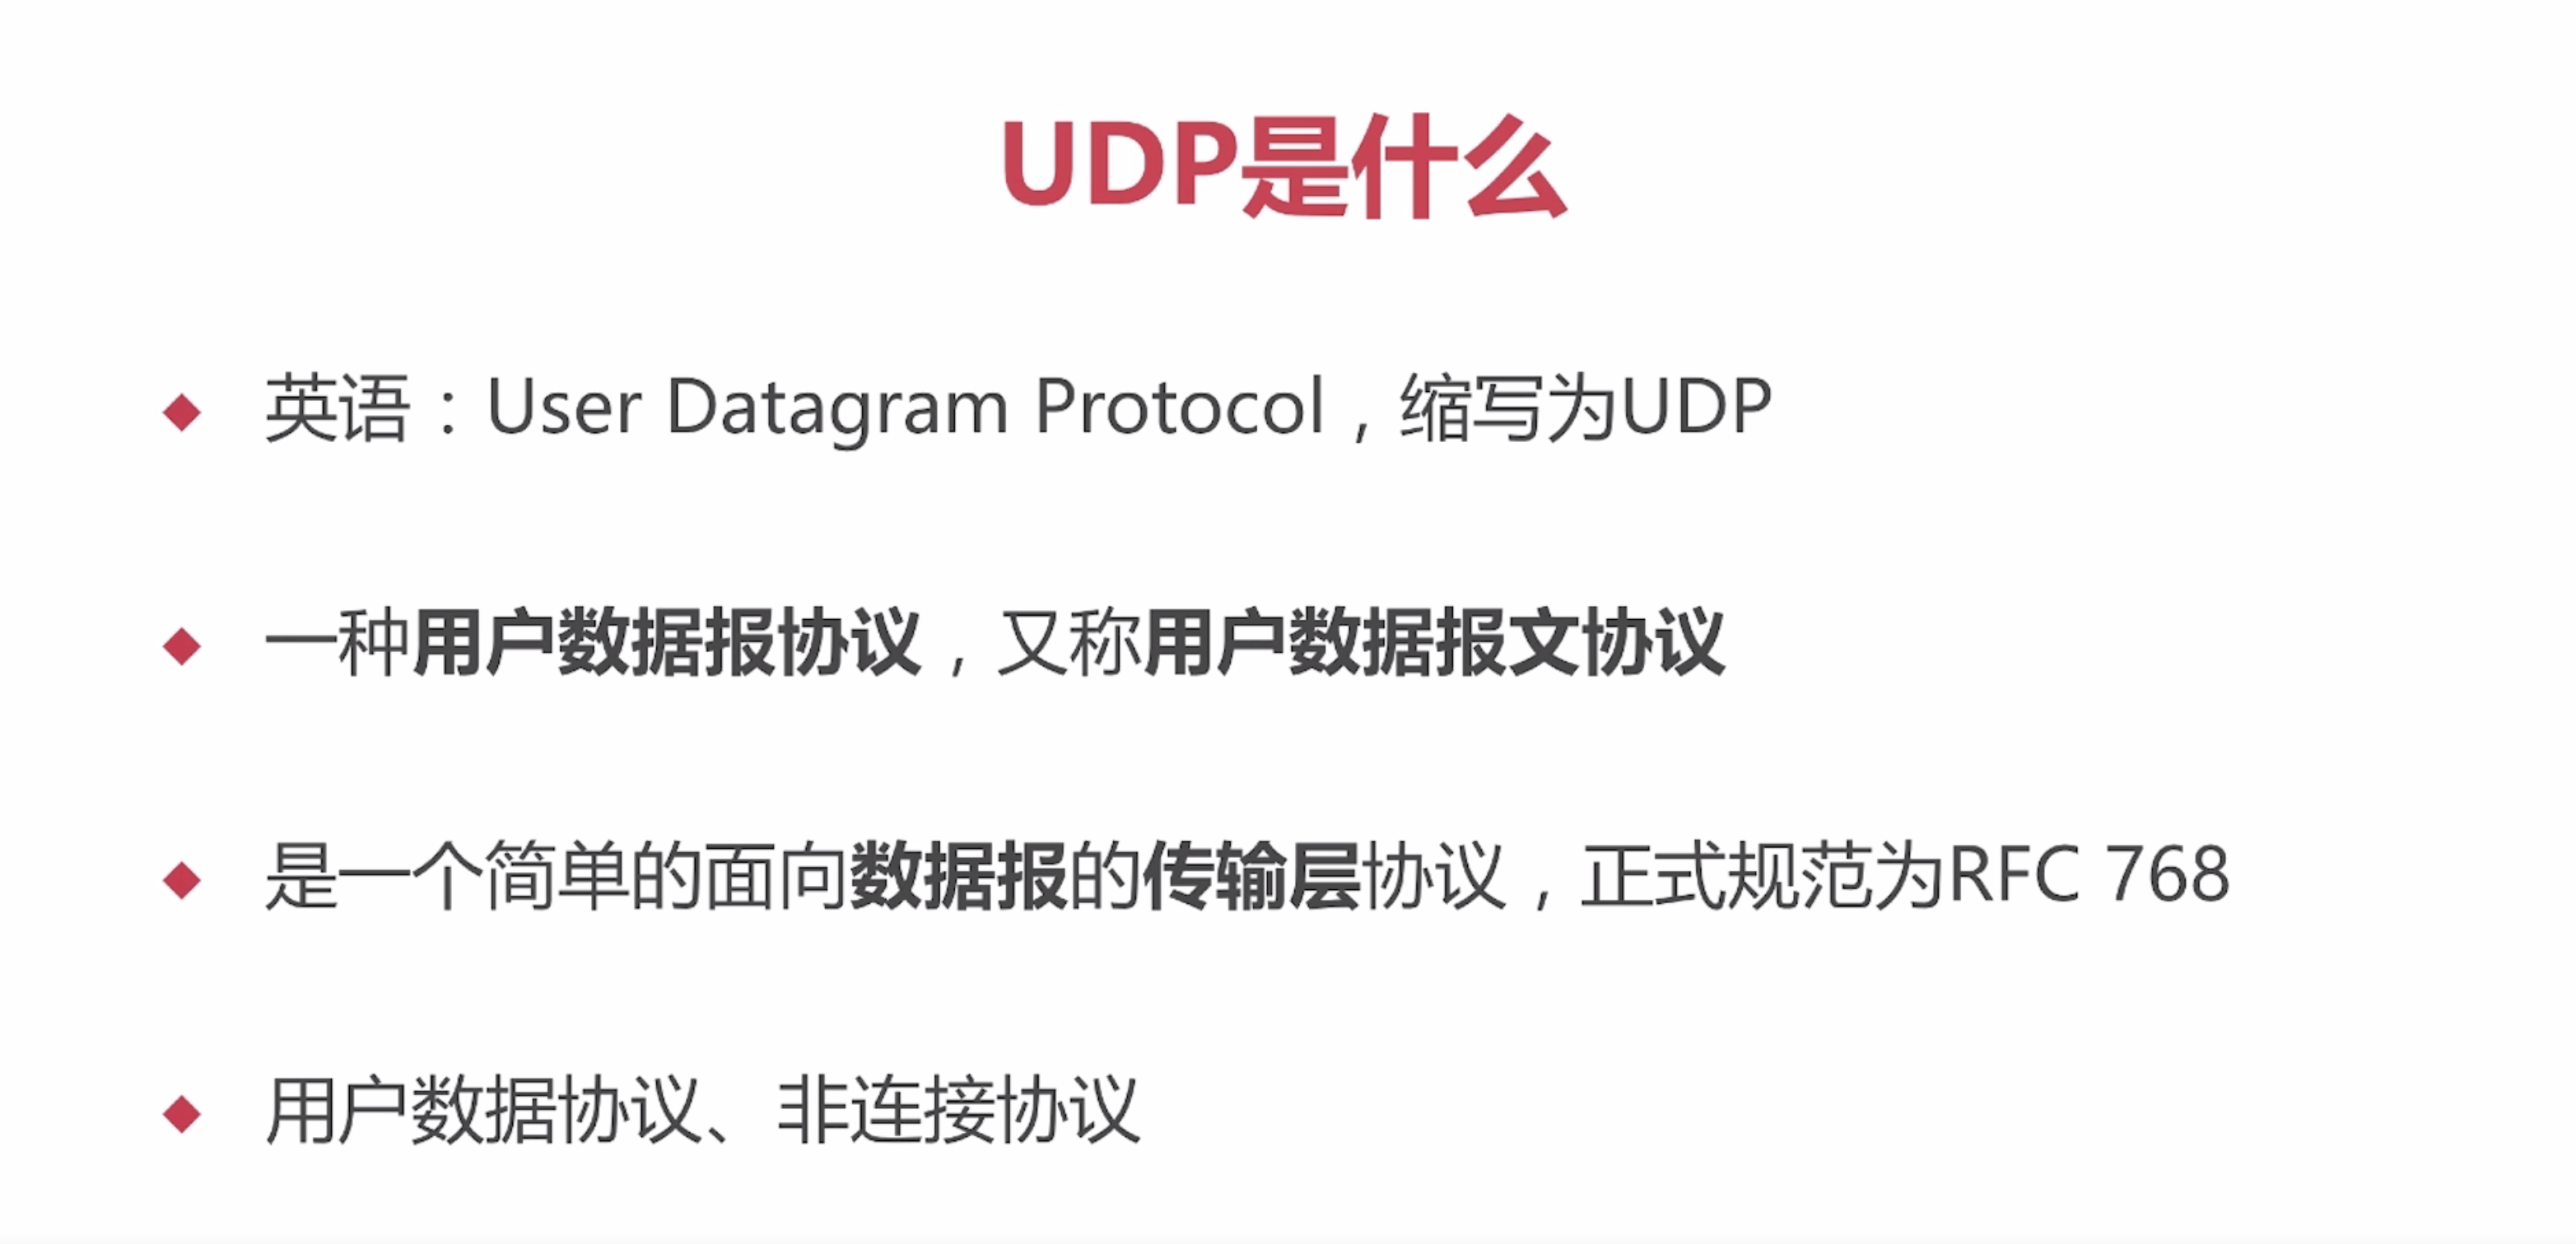 UDP是什么
英语：User Datagram Protocol，缩写为UDP
一种用户数据报协议，又称用户数据报文协议
是一个简单的面向数据报的传输层协议，正式规范为RFC 768
用户数据协议、非连接协议